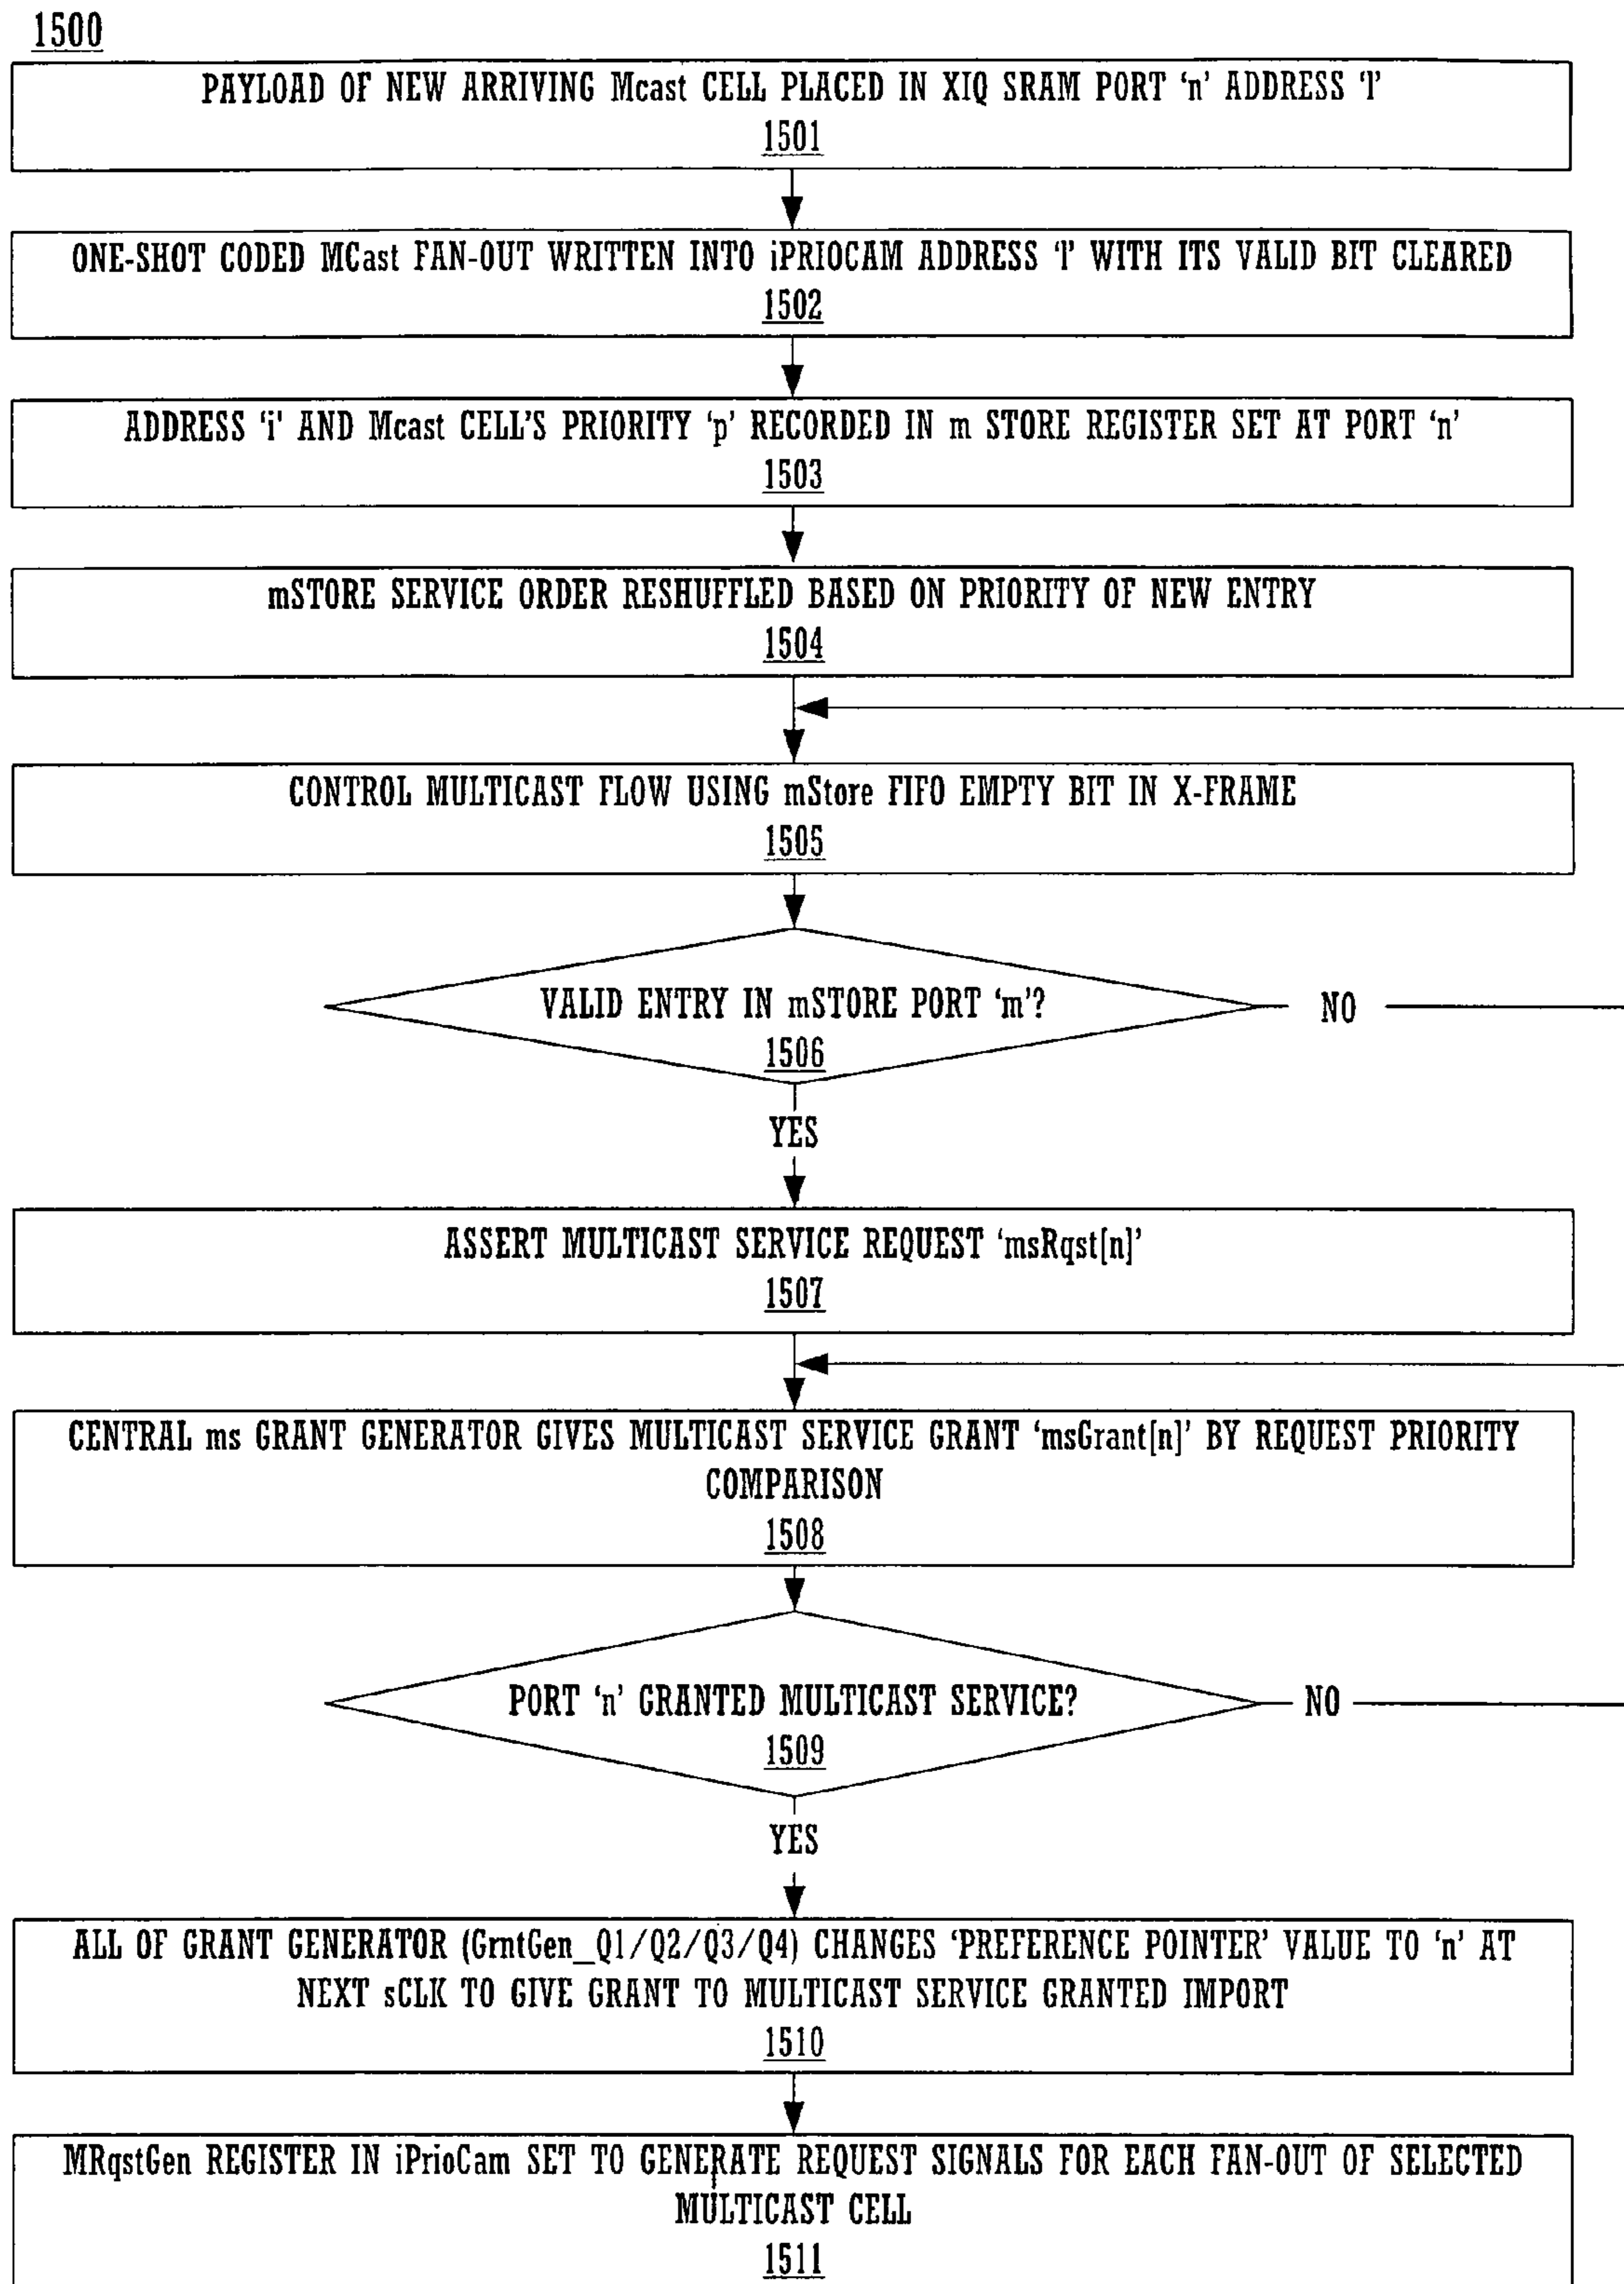 1500
PAYLOAD OF NEW ARRIVING Mcast CELL PLACED IN XIQ SRAM PORT ‘n’ ADDRESS ‘l’
1501
ONE-SHOT CODED MCast FAN-OUT WRITTEN INTO iPRIOCAM ADDRESS ‘l’ WITH ITS VALID BIT CLEARED
1502
ADDRESS ‘i’ AND Mcast CELL'S PRIORITY ‘p’ RECORDED IN m STORE REGISTER SET AT PORT ‘n’
1503
mSTORE SERVICE ORDER RESHUFFLED BASED ON PRIORITY OF NEW ENTRY
1504
CONTROL MULTICAST FLOW USING mStore FIFO EMPTY BIT IN X-FRAME
1505
VALID ENTRY IN mSTORE PORT ‘m’?
1506
NO
YES
ASSERT MULTICAST SERVICE REQUEST ‘msRqst[n]’
1507
CENTRAL ms GRANT GENERATOR GIVES MULTICAST SERVICE GRANT ‘msGrant[n]’ BY REQUEST PRIORITY
COMPARISON
1508
PORT ‘n’ GRANTED MULTICAST SERVICE?
1509
NO
YES
ALL OF GRANT GENERATOR (GrntGen_Q1/Q2/Q3/Q4) CHANGES ‘PREFERENCE POINTER’ VALUE TO ‘n’ AT
NEXT sCLK TO GIVE GRANT TO MULTICAST SERVICE GRANTED IMPORT
1510
MRqstGen REGISTER IN iPrioCam SET TO GENERATE REQUEST SIGNALS FOR EACH FAN-OUT OF SELECTED
MULTICAST CELL
1511